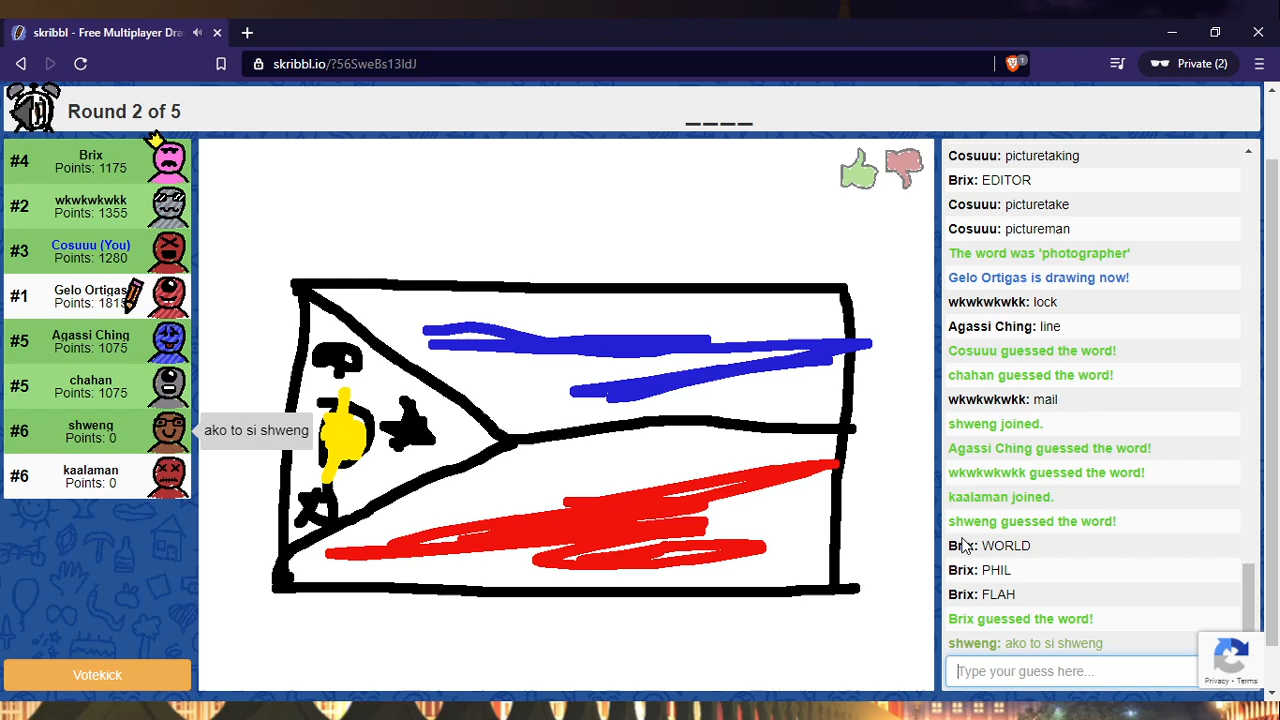 skribbl - Free Multiplayer Dra
skribbl.io/?56SweBs13IdJ
1
Private (2)
Round 2 of 5
_ _ _ _
#4 Brix
Points: 1175
#2 wkwkwkwkk
Points: 1355
#3 Cosuuu (You)
Points: 1280
#1 Gelo Ortigas
Points: 1815
#5 Agassi Ching
Points: 1075
#5 chahan
Points: 1075
#6 shweng
Points: 0
ako to si shweng
#6 kaalaman
Points: 0
Votekick
Cosuuu: picturetaking
Brix: EDITOR
Cosuuu: picturetake
Cosuuu: pictureman
The word was 'photographer'
Gelo Ortigas is drawing now!
wkwkwkwkk: lock
Agassi Ching: line
Cosuuu guessed the word!
chahan guessed the word!
wkwkwkwkk: mail
shweng joined.
Agassi Ching guessed the word!
wkwkwkwkk guessed the word!
kaalaman joined.
shweng guessed the word!
Brix: WORLD
Brix: PHIL
Brix: FLAH
Brix guessed the word!
shweng: ako to si shweng
Type your guess here...
Privacy - Terms